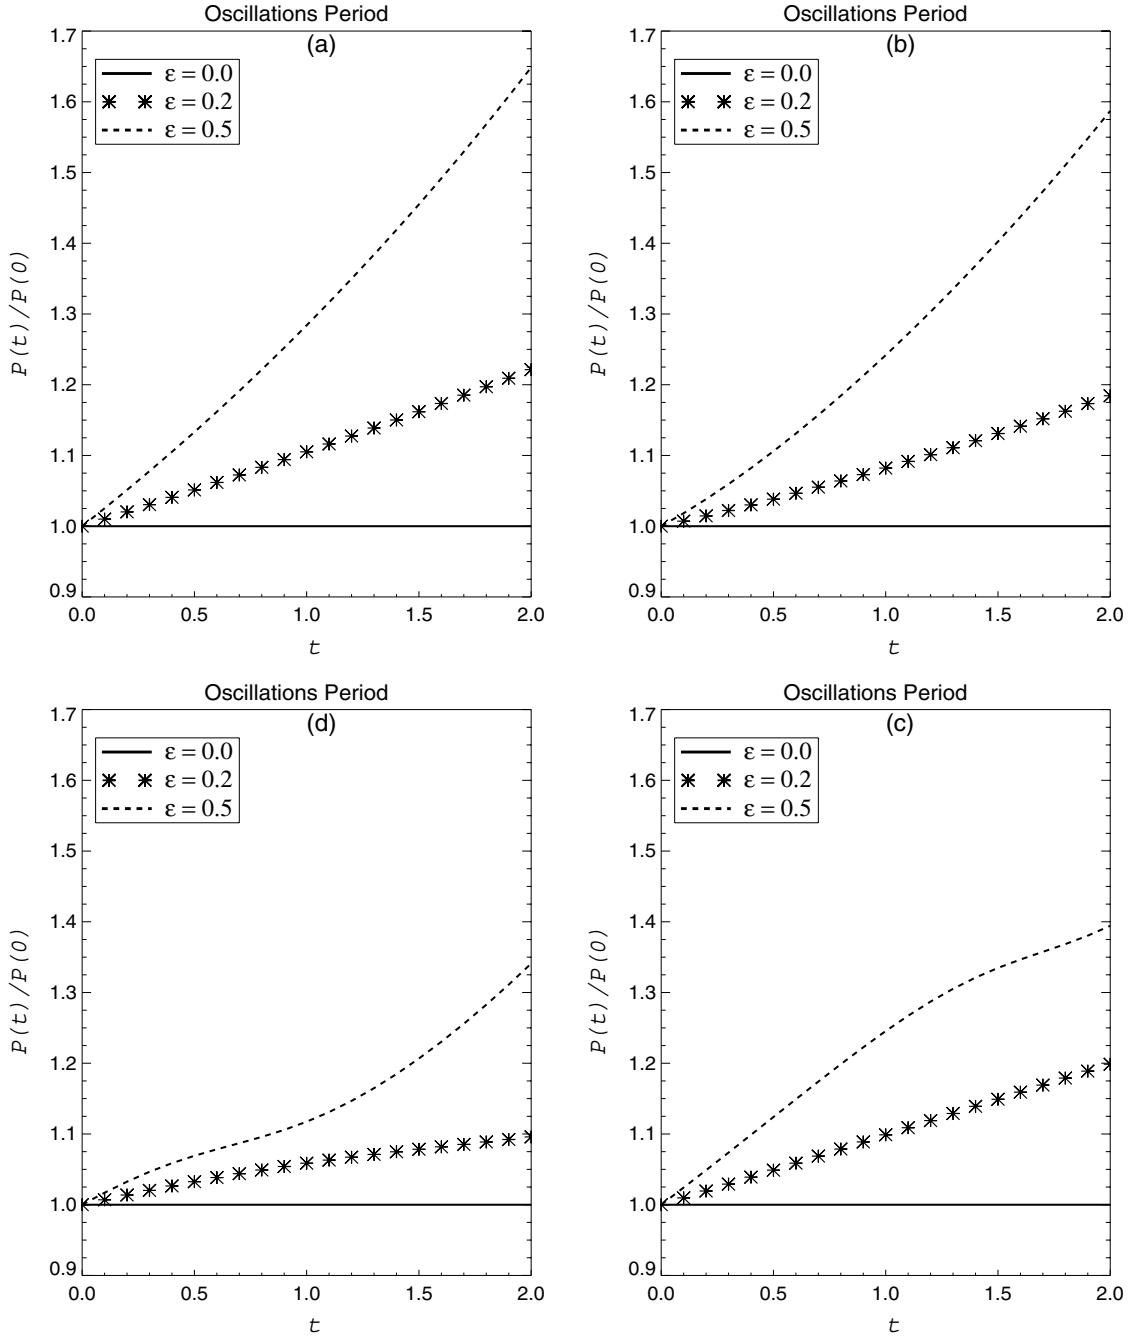 Oscillations Period
(a)
ε = 0.0
ε = 0.2
ε = 0.5
1.7
1.6
1.5
1.4
1.3
1.2
1.1
1.0
0.9
P(t)/P(0)
0.0 0.5 1.0 1.5 2.0
t
Oscillations Period
(b)
ε = 0.0
ε = 0.2
ε = 0.5
1.7
1.6
1.5
1.4
1.3
1.2
1.1
1.0
0.9
P(t)/P(0)
0.0 0.5 1.0 1.5 2.0
t
Oscillations Period
(d)
ε = 0.0
ε = 0.2
ε = 0.5
1.7
1.6
1.5
1.4
1.3
1.2
1.1
1.0
0.9
P(t)/P(0)
0.0 0.5 1.0 1.5 2.0
t
Oscillations Period
(c)
ε = 0.0
ε = 0.2
ε = 0.5
1.7
1.6
1.5
1.4
1.3
1.2
1.1
1.0
0.9
P(t)/P(0)
0.0 0.5 1.0 1.5 2.0
t